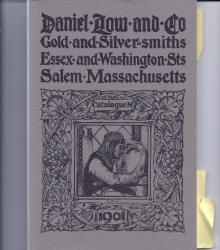 Daniel·Low·and·Co
Gold·and·Silver·smiths
Essex·and·Washington·Sts
Salem·Massachusetts
Catalogue·N
1901